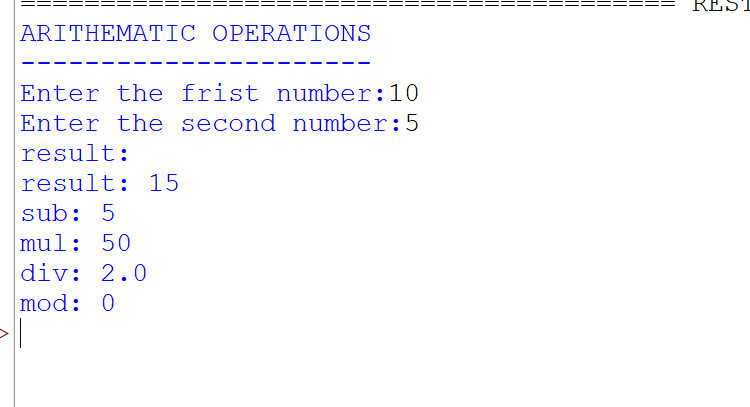 ========================================= REST
ARITHEMATIC OPERATIONS
----------------------
Enter the frist number:10
Enter the second number:5
result:
result: 15
sub: 5
mul: 50
div: 2.0
mod: 0
>